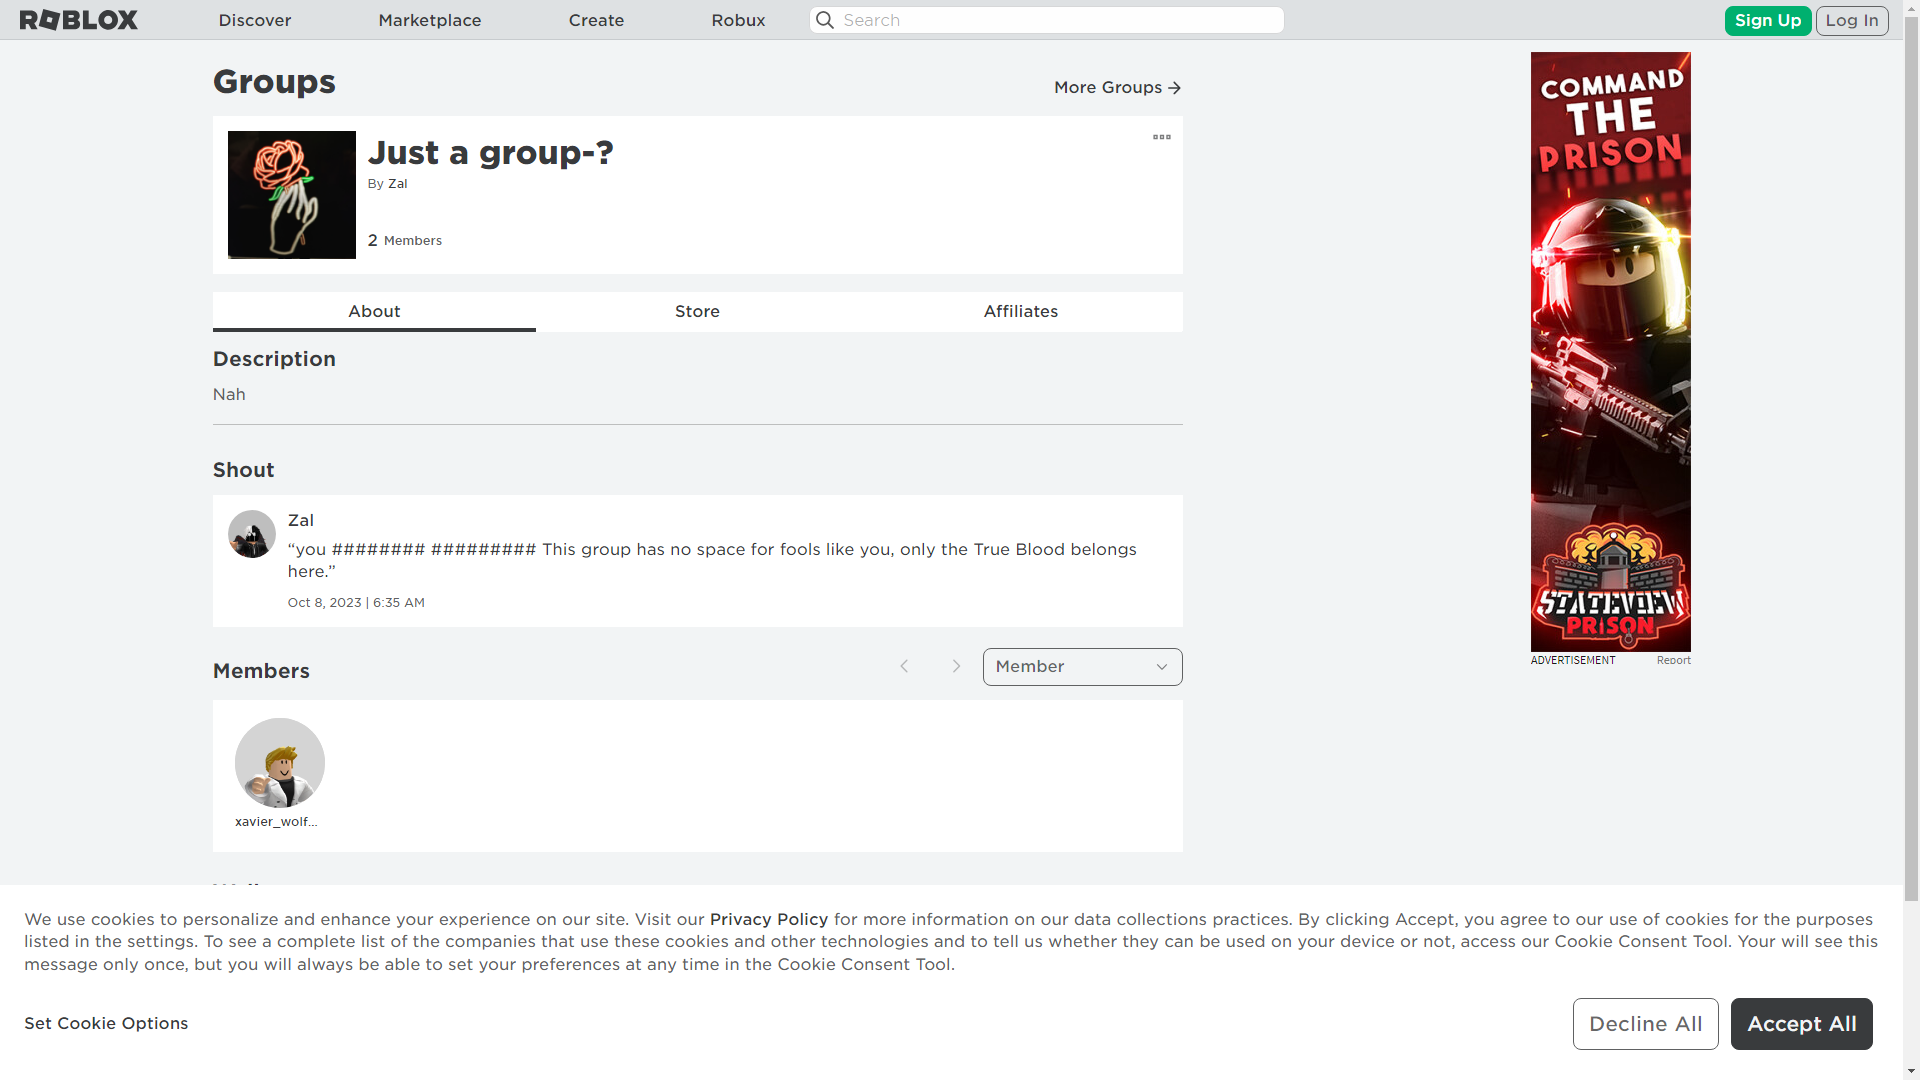 ROBLOX
Discover
Marketplace
Create
Robux
Search
Sign Up
Log In
Groups
More Groups
Just a group-?
By Zal
2 Members
About
Store
Affiliates
Description
Nah
Shout
Zal
“you ######## ######### This group has no space for fools like you, only the True Blood belongs
here.”
Oct 8, 2023 | 6:35 AM
Members
Member
xavier_wolf...
COMMAND
THE
PRISON
STATEVIEW
PRISON
ADVERTISEMENT
Report
We use cookies to personalize and enhance your experience on our site. Visit our Privacy Policy for more information on our data collections practices. By clicking Accept, you agree to our use of cookies for the purposes
listed in the settings. To see a complete list of the companies that use these cookies and other technologies and to tell us whether they can be used on your device or not, access our Cookie Consent Tool. Your will see this
message only once, but you will always be able to set your preferences at any time in the Cookie Consent Tool.
Set Cookie Options
Decline All
Accept All